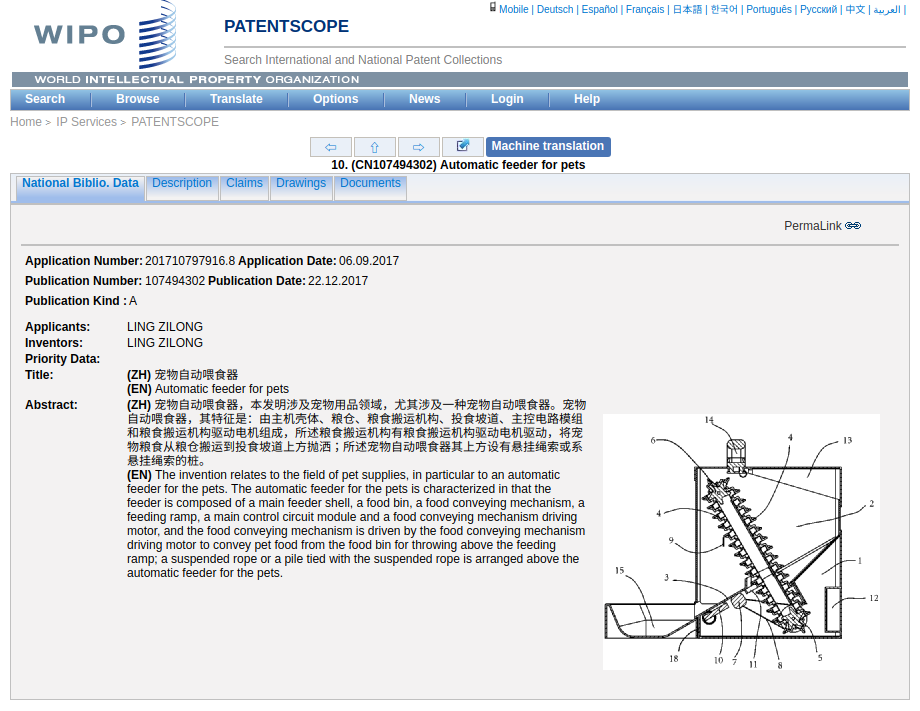 Mobile | Deutsch | Español | Français | 日本語 | 한국어 | Português | Русский | 中文 | العربية |
WIPO
PATENTSCOPE
Search International and National Patent Collections
WORLD INTELLECTUAL PROPERTY ORGANIZATION
Search Browse Translate Options News Login Help
Home > IP Services > PATENTSCOPE
Machine translation
10. (CN107494302) Automatic feeder for pets
National Biblio. Data Description Claims Drawings Documents
PermaLink
Application Number: 201710797916.8 Application Date: 06.09.2017
Publication Number: 107494302 Publication Date: 22.12.2017
Publication Kind : A
Applicants: LING ZILONG
Inventors: LING ZILONG
Priority Data:
Title: (ZH) 宠物自动喂食器
(EN) Automatic feeder for pets
Abstract: (ZH) 宠物自动喂食器，本发明涉及宠物用品领域，尤其涉及一种宠物自动喂食器。宠物
自动喂食器，其特征是：由主机壳体、粮仓、粮食搬运机构、投食坡道、主控电路模组
和粮食搬运机构驱动电机组成，所述粮食搬运机构有粮食搬运机构驱动电机驱动，将宠
物粮食从粮仓搬运到投食坡道上方抛洒；所述宠物自动喂食器其上方设有悬挂绳索或系
悬挂绳索的桩。
(EN) The invention relates to the field of pet supplies, in particular to an automatic
feeder for the pets. The automatic feeder for the pets is characterized in that the
feeder is composed of a main feeder shell, a food bin, a food conveying mechanism, a
feeding ramp, a main control circuit module and a food conveying mechanism driving
motor, and the food conveying mechanism is driven by the food conveying mechanism
driving motor to convey pet food from the food bin for throwing above the feeding
ramp; a suspended rope or a pile tied with the suspended rope is arranged above the
automatic feeder for the pets.
14
6
4
13
2
4
9
1
15
3
12
18
10
7
11
8
5